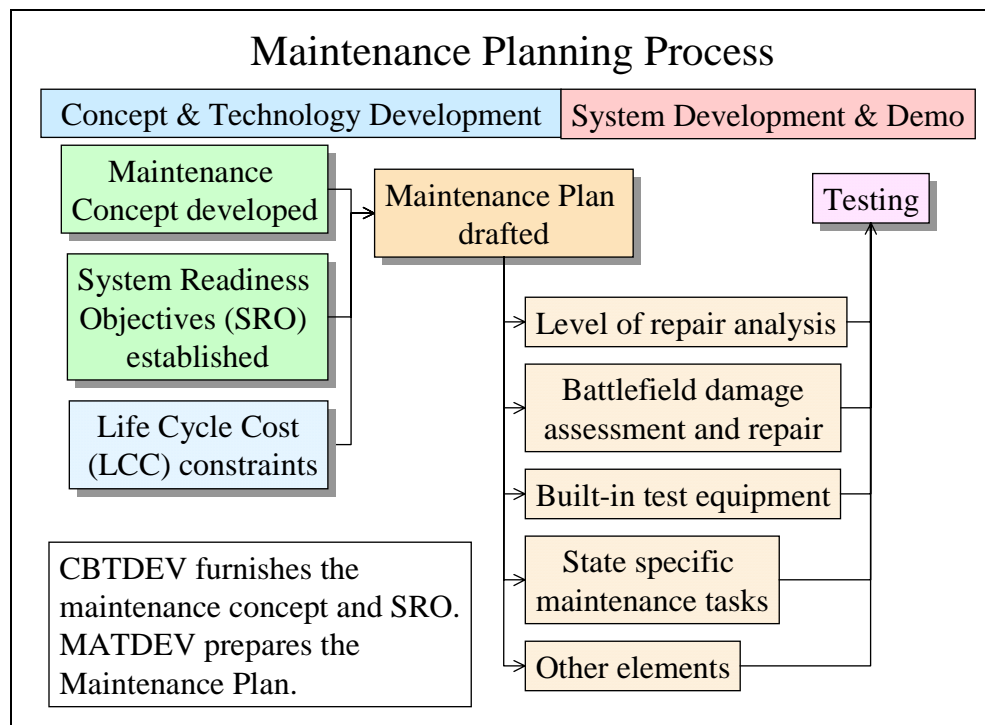 Maintenance Planning Process
Concept & Technology Development
System Development & Demo
Maintenance
Concept developed
Maintenance Plan
drafted
Testing
System Readiness
Objectives (SRO)
established
Life Cycle Cost
(LCC) constraints
Level of repair analysis
Battlefield damage
assessment and repair
Built-in test equipment
State specific
maintenance tasks
Other elements
CBTDEV furnishes the
maintenance concept and SRO.
MATDEV prepares the
Maintenance Plan.